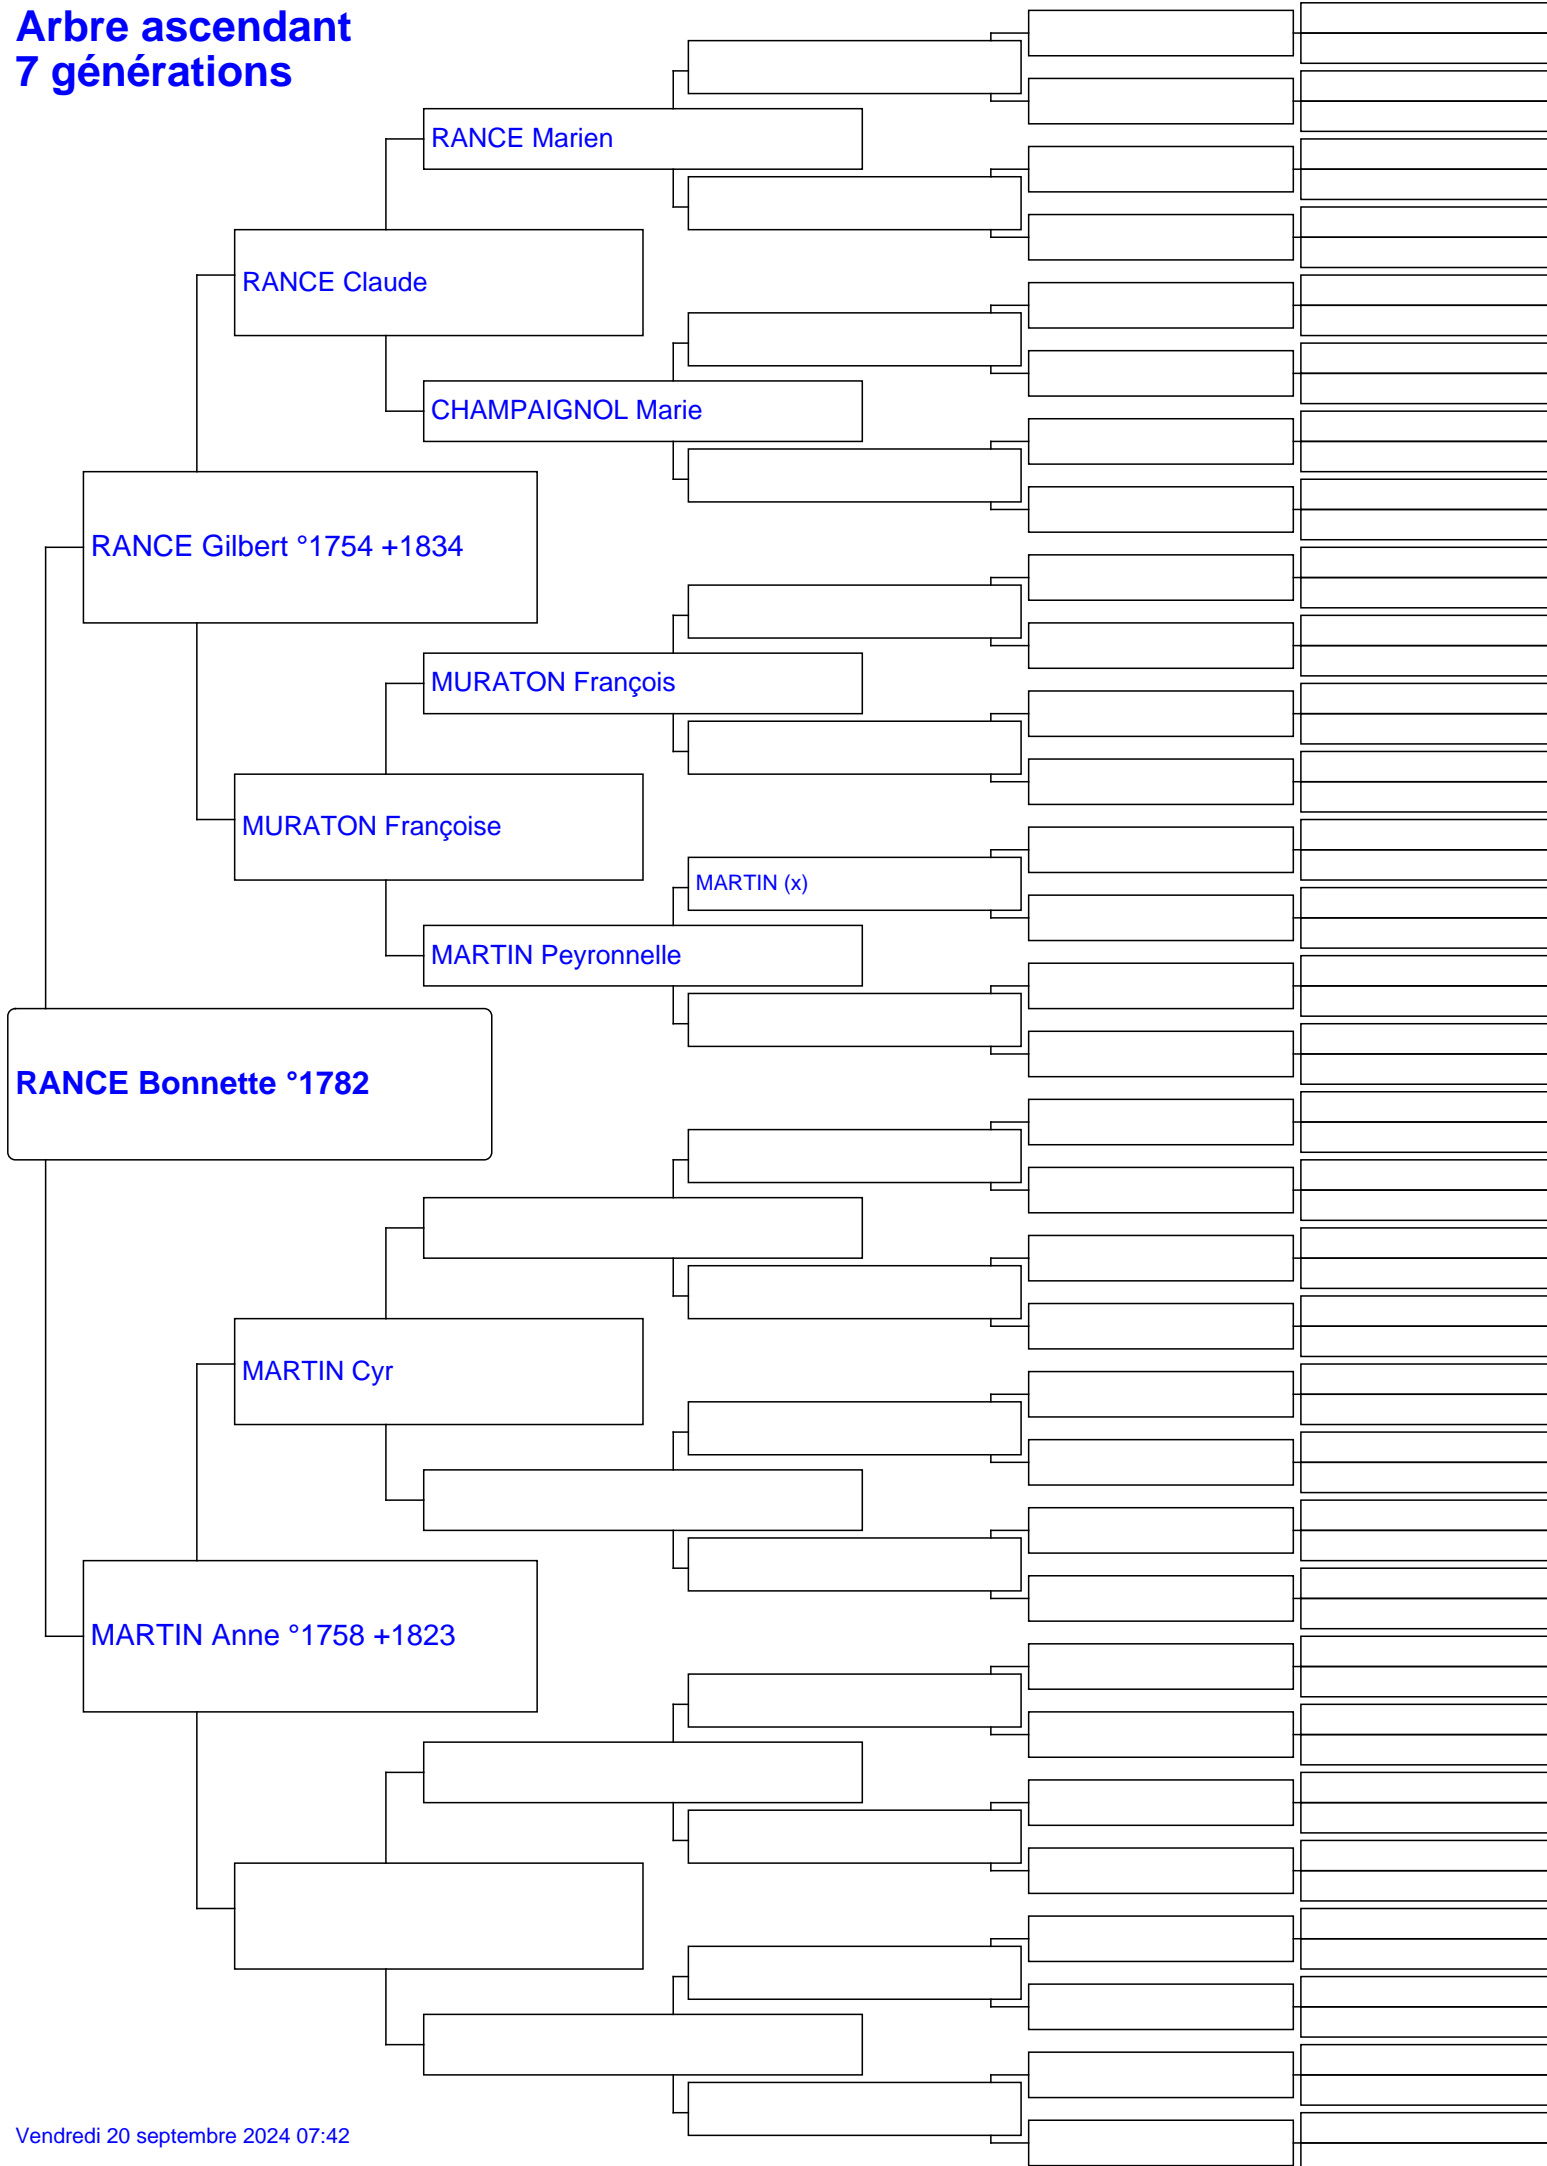 Arbre ascendant
7 générations
RANCE Marien
RANCE Claude
CHAMPAIGNOL Marie
RANCE Gilbert °1754 +1834
MURATON François
MURATON Françoise
MARTIN (x)
MARTIN Peyronnelle
RANCE Bonnette °1782
MARTIN Cyr
MARTIN Anne °1758 +1823
Vendredi 20 septembre 2024 07:42